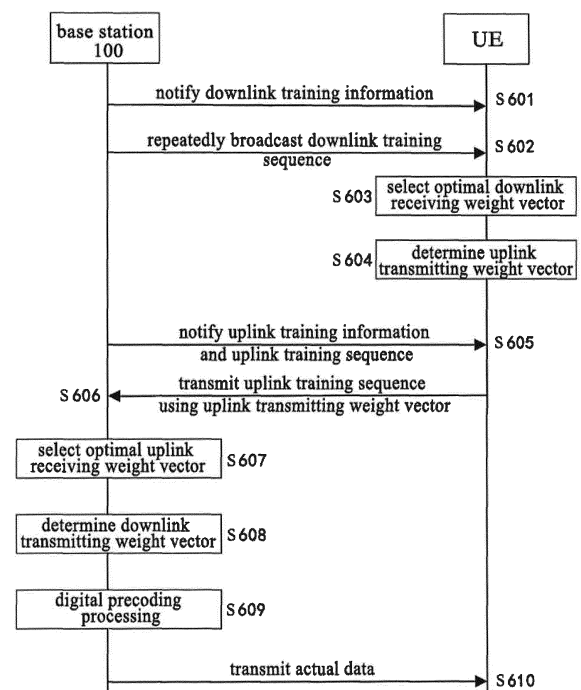 base station
100
UE
notify downlink training information
S601
repeatedly broadcast downlink training
sequence
S602
S603
select optimal downlink
receiving weight vector
S604
determine uplink
transmitting weight vector
notify uplink training information
and uplink training sequence
S605
transmit uplink training sequence
using uplink transmitting weight vector
S606
select optimal uplink
receiving weight vector
S607
determine downlink
transmitting weight vector
S608
digital precoding
processing
S609
transmit actual data
S610